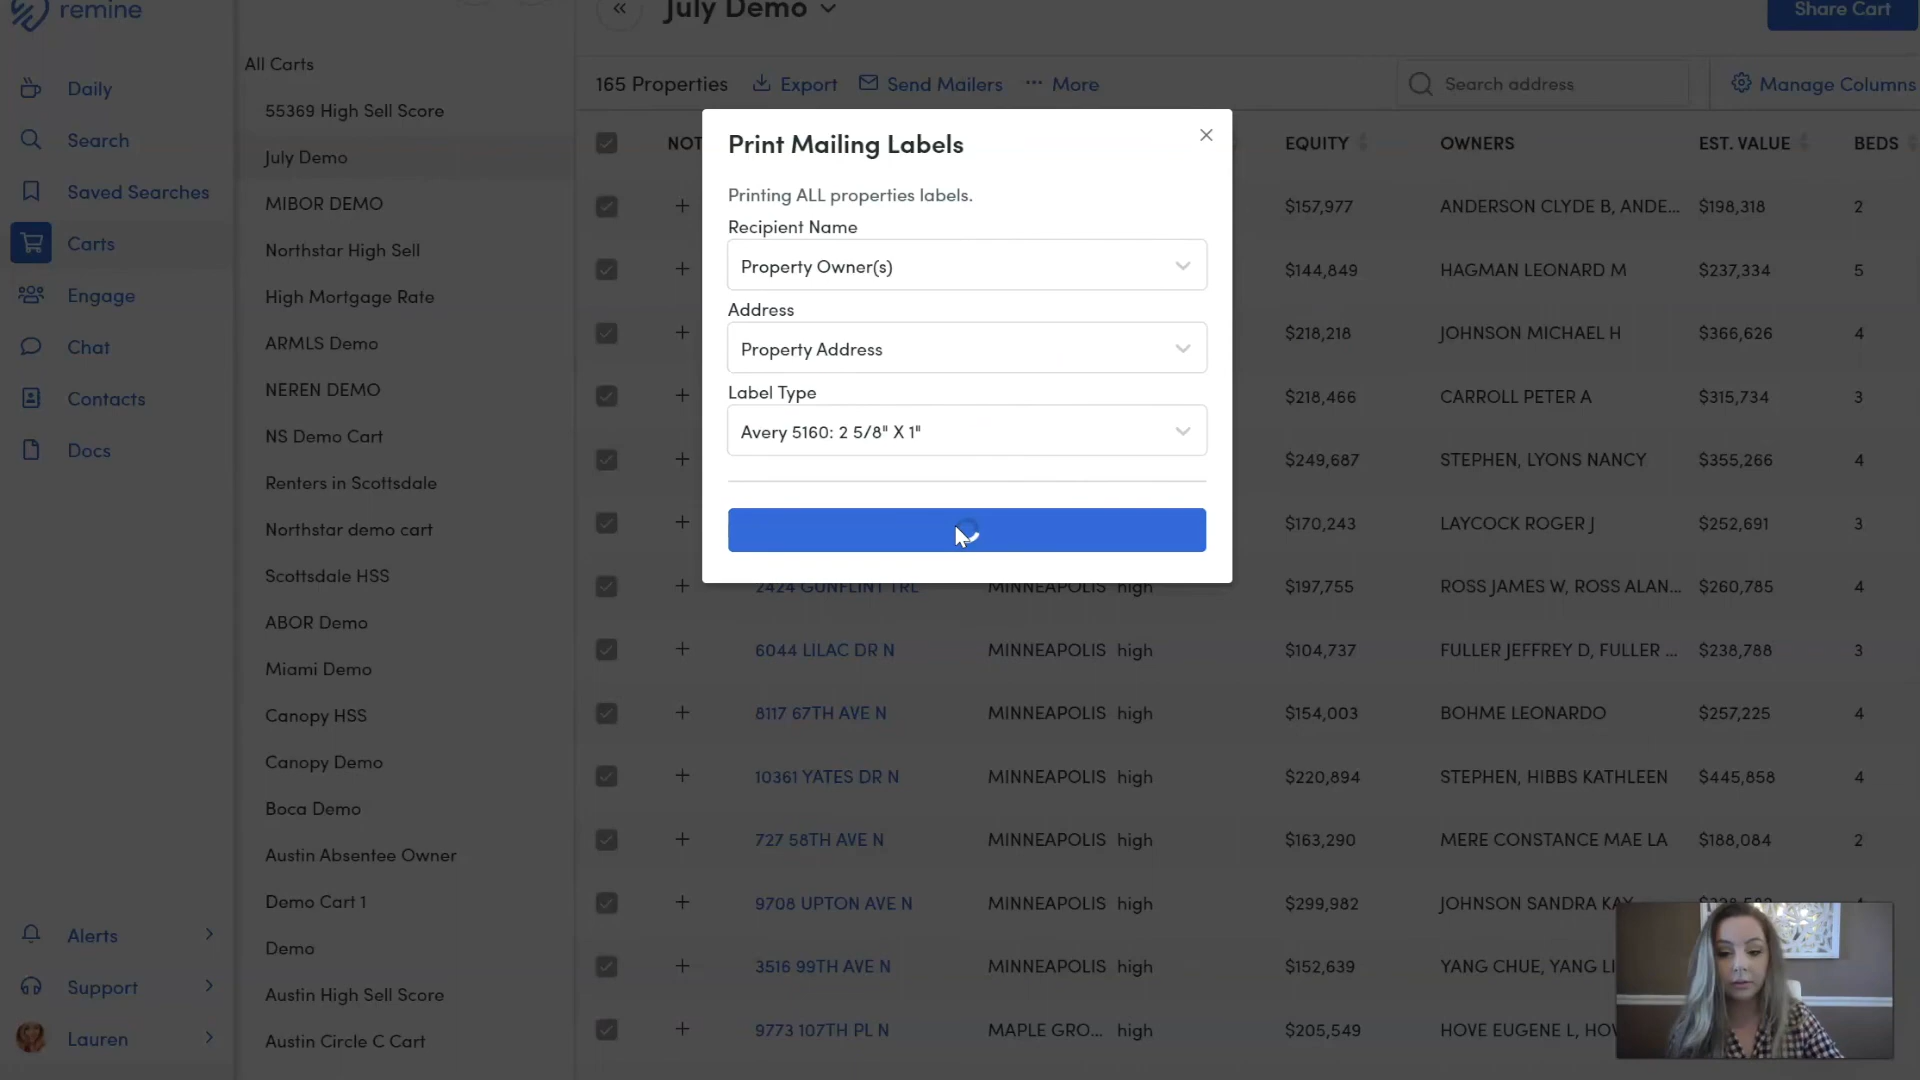 remine
Daily
Search
Saved Searches
Carts
Engage
Chat
Contacts
Docs
Alerts
Support
Lauren
All Carts
55369 High Sell Score
July Demo
MIBOR DEMO
Northstar High Sell
High Mortgage Rate
ARMLS Demo
NEREN DEMO
NS Demo Cart
Renters in Scottsdale
Northstar demo cart
Scottsdale HSS
ABOR Demo
Miami Demo
Canopy HSS
Canopy Demo
Boca Demo
Austin Absentee Owner
Demo Cart 1
Demo
Austin High Sell Score
Austin Circle C Cart
July Demo
Share Cart
165 Properties Export Send Mailers ··· More Search address Manage Columns
Print Mailing Labels
Printing ALL properties labels.
Recipient Name
Property Owner(s)
Address
Property Address
Label Type
Avery 5160: 2 5/8" X 1"
NOT EQUITY OWNERS EST. VALUE BEDS
$157,977 ANDERSON CLYDE B, ANDE... $198,318 2
$144,849 HAGMAN LEONARD M $237,334 5
$218,218 JOHNSON MICHAEL H $366,626 4
$218,466 CARROLL PETER A $315,734 3
$249,687 STEPHEN, LYONS NANCY $355,266 4
$170,243 LAYCOCK ROGER J $252,691 3
2424 GUNFLINT TRL MINNEAPOLIS high $197,755 ROSS JAMES W, ROSS ALAN... $260,785 4
6044 LILAC DR N MINNEAPOLIS high $104,737 FULLER JEFFREY D, FULLER ... $238,788 3
8117 67TH AVE N MINNEAPOLIS high $154,003 BOHME LEONARDO $257,225 4
10361 YATES DR N MINNEAPOLIS high $220,894 STEPHEN, HIBBS KATHLEEN $445,858 4
727 58TH AVE N MINNEAPOLIS high $163,290 MERE CONSTANCE MAE LA $188,084 2
9708 UPTON AVE N MINNEAPOLIS high $299,982 JOHNSON SANDRA KAY
3516 99TH AVE N MINNEAPOLIS high $152,639 YANG CHUE, YANG LI
9773 107TH PL N MAPLE GRO... high $205,549 HOVE EUGENE L, HOV